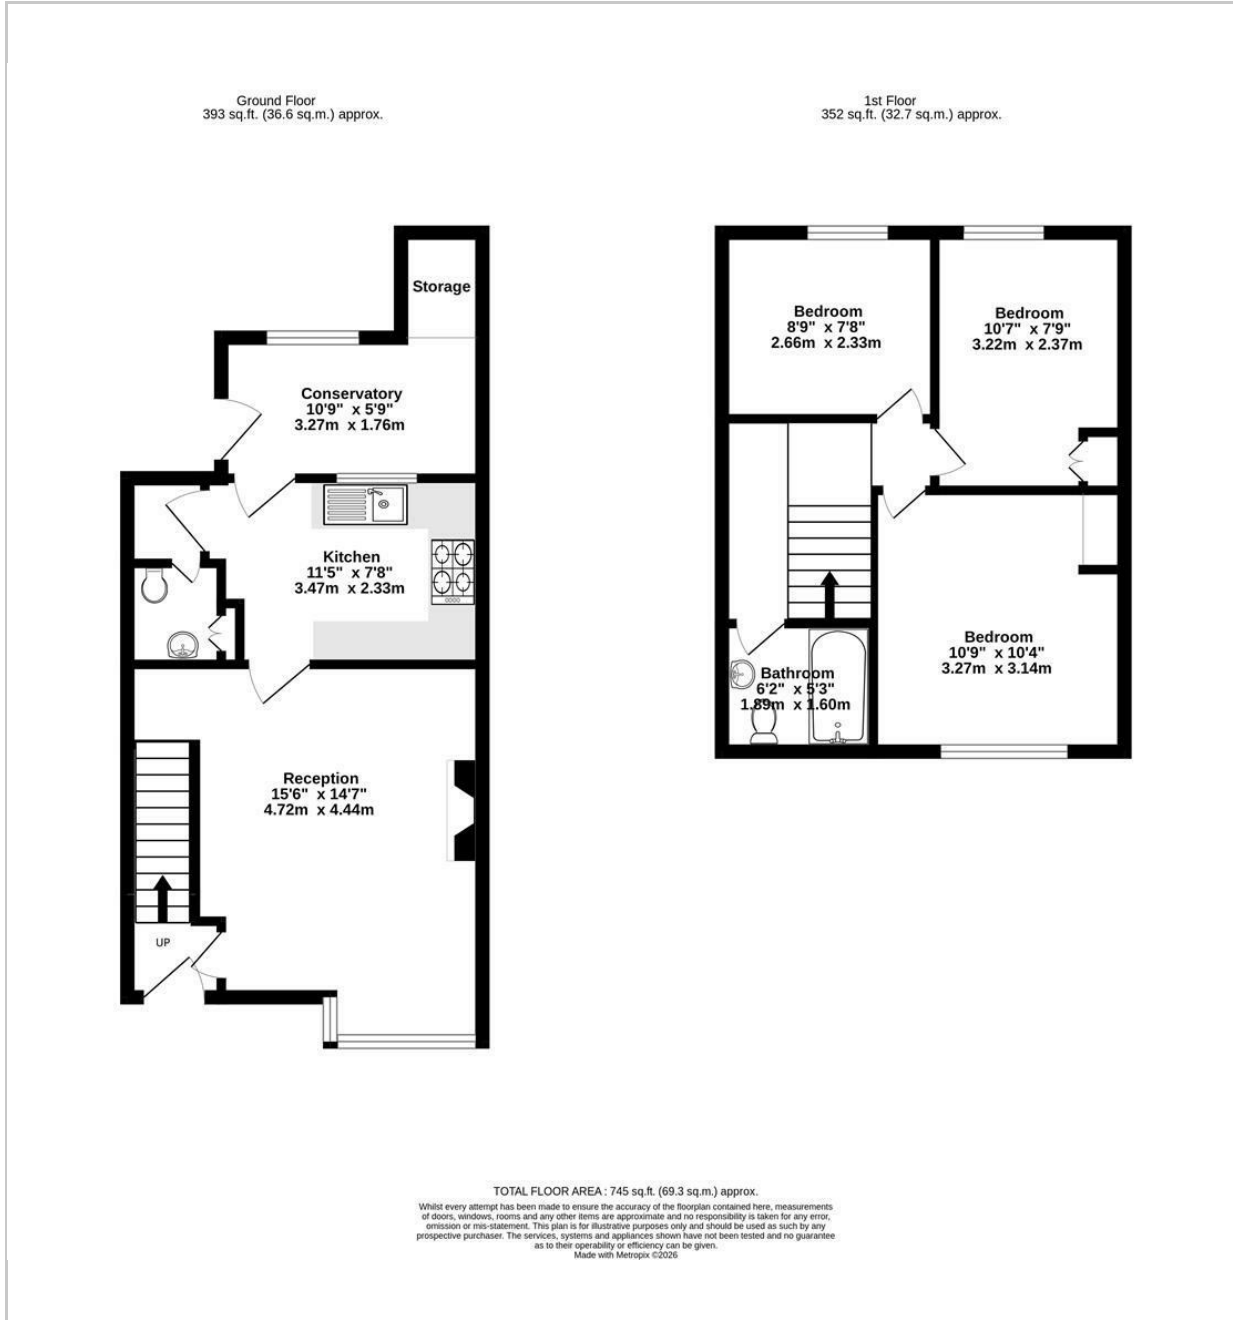 Ground Floor
393 sq.ft. (36.6 sq.m.) approx.
1st Floor
352 sq.ft. (32.7 sq.m.) approx.
Storage
Conservatory
10'9" x 5'9"
3.27m x 1.76m
Kitchen
11'5" x 7'8"
3.47m x 2.33m
Reception
15'6" x 14'7"
4.72m x 4.44m
UP
Bedroom
8'9" x 7'8"
2.66m x 2.33m
Bedroom
10'7" x 7'9"
3.22m x 2.37m
Bedroom
10'9" x 10'4"
3.27m x 3.14m
Bathroom
6'2" x 5'3"
1.89m x 1.60m
TOTAL FLOOR AREA : 745 sq.ft. (69.3 sq.m.) approx.
Whilst every attempt has been made to ensure the accuracy of the floorplan contained here, measurements
of doors, windows, rooms and any other items are approximate and no responsibility is taken for any error,
omission or mis-statement. This plan is for illustrative purposes only and should be used as such by any
prospective purchaser. The services, systems and appliances shown have not been tested and no guarantee
as to their operability or efficiency can be given.
Made with Metropix ©2026